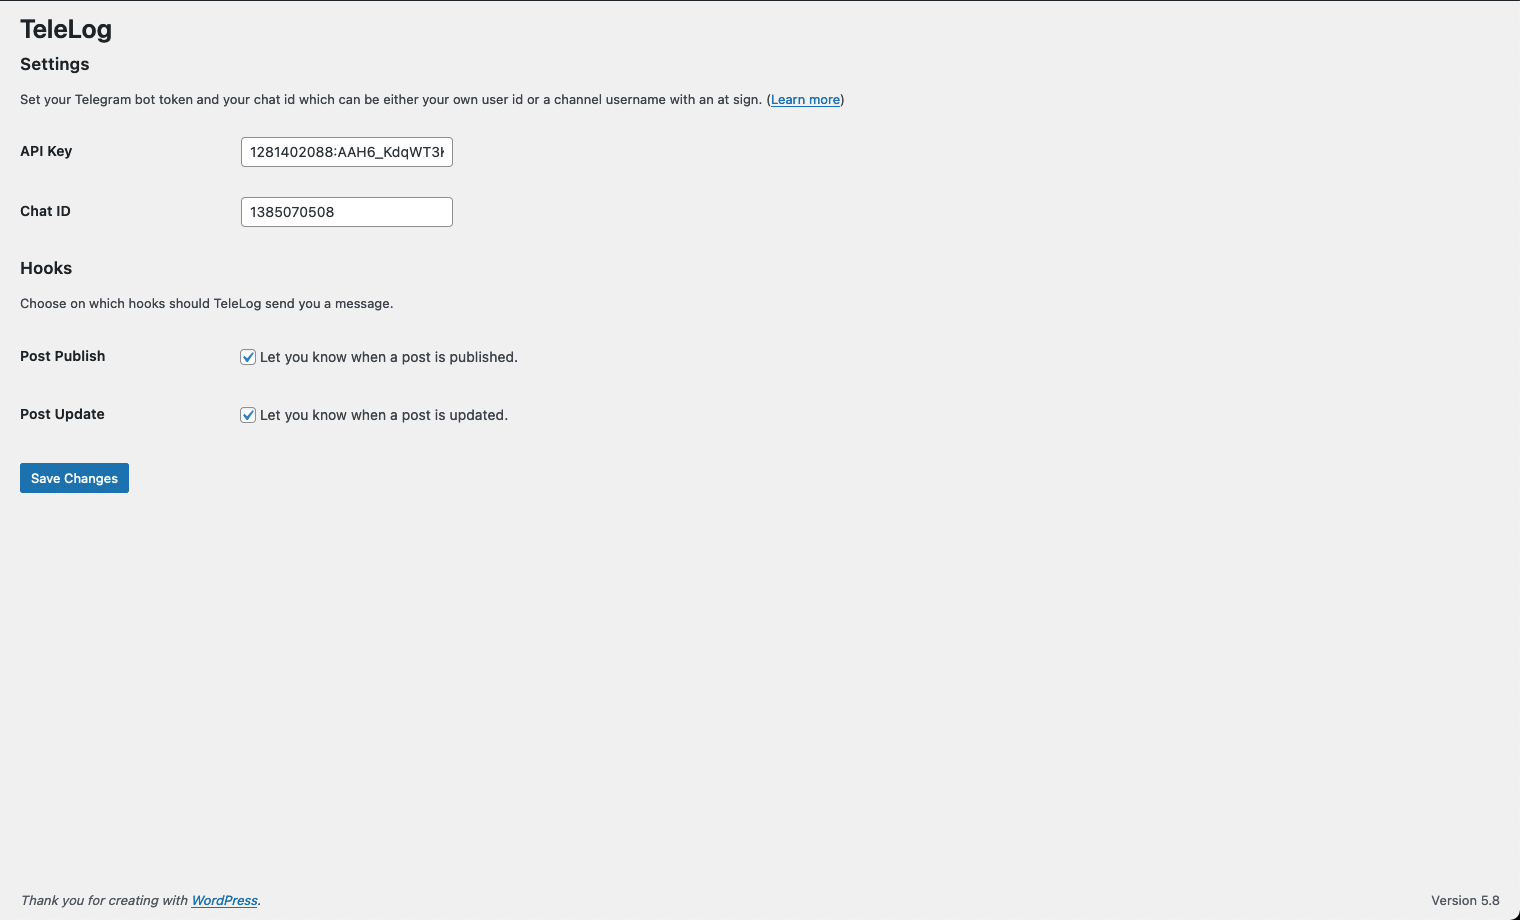 TeleLog
Settings
Set your Telegram bot token and your chat id which can be either your own user id or a channel username with an at sign. (Learn more)
API Key
1281402088:AAH6_KdqWT3
Chat ID
1385070508
Hooks
Choose on which hooks should TeleLog send you a message.
Post Publish
Let you know when a post is published.
Post Update
Let you know when a post is updated.
Save Changes
Thank you for creating with WordPress.
Version 5.8